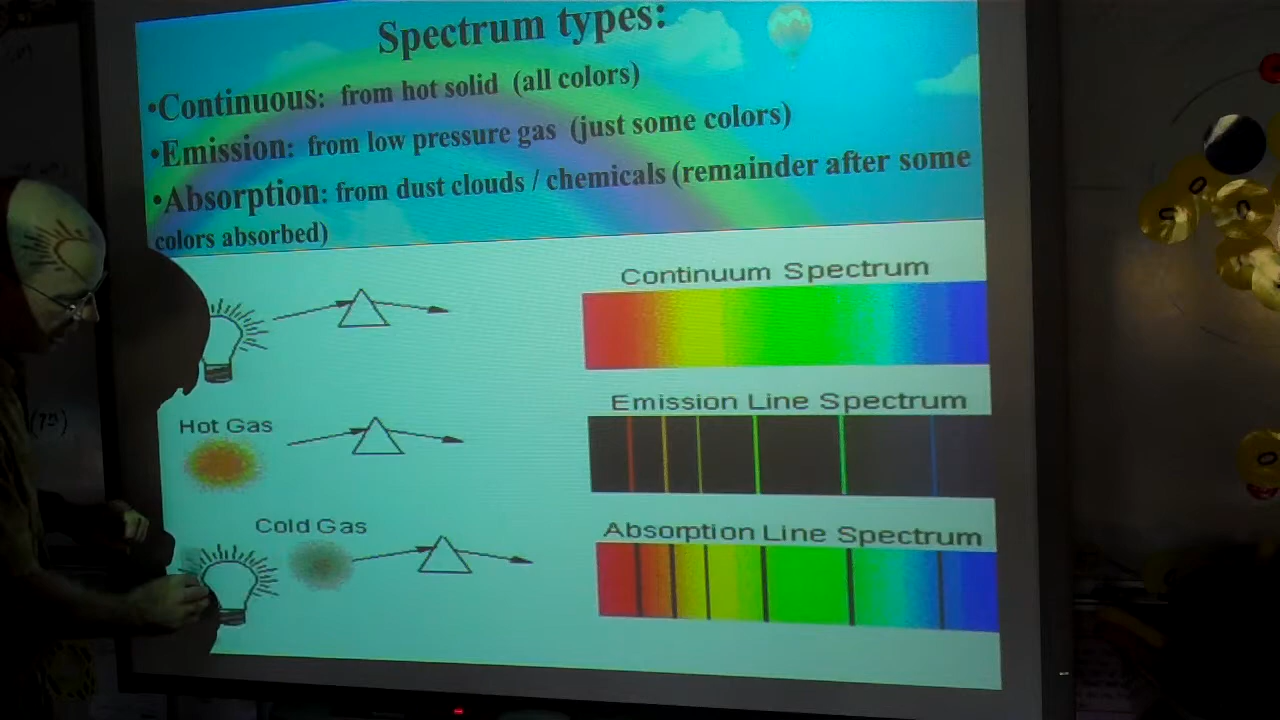 Spectrum types:
•Continuous: from hot solid (all colors)
•Emission: from low pressure gas (just some colors)
•Absorption: from dust clouds / chemicals (remainder after some
colors absorbed)
Continuum Spectrum
Emission Line Spectrum
Hot Gas
Cold Gas
Absorption Line Spectrum